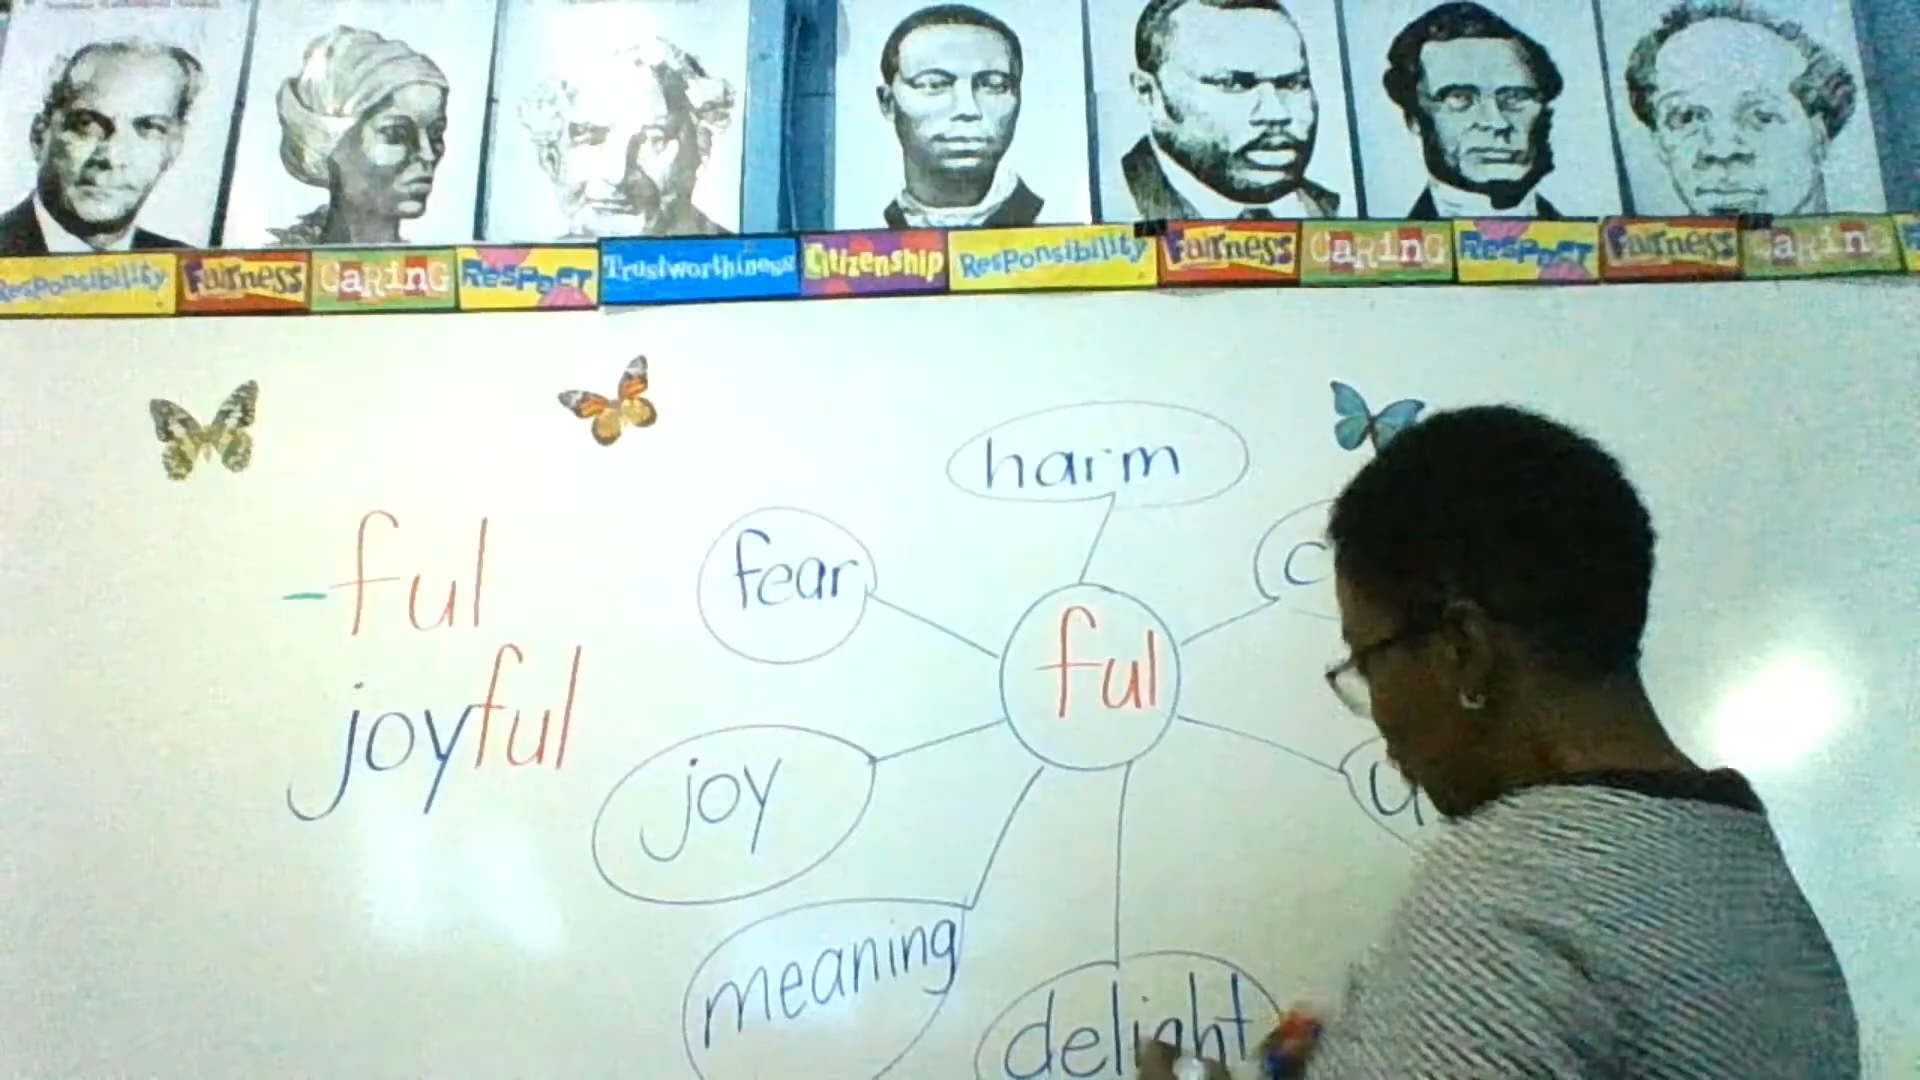 Responsibility Fairness CaRinG Respect Trustworthiness Citizenship Responsibility Fairness CaRinG Respect Fairness CaRinG
harm
-ful
fear
ful
joyful
joy
meaning
delight